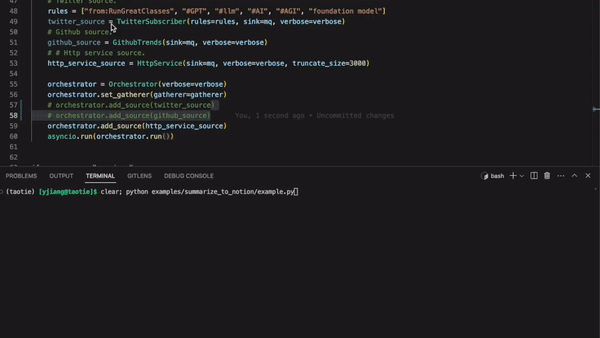 47 # Twitter source.
48 rules = ["from:RunGreatClasses", "#GPT", "#llm", "#AI", "#AGI", "foundation model"]
49 twitter_source = TwitterSubscriber(rules=rules, sink=mq, verbose=verbose)
50 # Github source.
51 github_source = GithubTrends(sink=mq, verbose=verbose)
52 # # Http service source.
53 http_service_source = HttpService(sink=mq, verbose=verbose, truncate_size=3000)
54
55 orchestrator = Orchestrator(verbose=verbose)
56 orchestrator.set_gatherer(gatherer=gatherer)
57 # orchestrator.add_source(twitter_source)
58 # orchestrator.add_source(github_source) You, 1 second ago • Uncommitted changes
59 orchestrator.add_source(http_service_source)
60 asyncio.run(orchestrator.run())
61
62
PROBLEMS OUTPUT TERMINAL GITLENS DEBUG CONSOLE bash
(taotie) [yjiang@taotie]$ clear; python examples/summarize_to_notion/example.py